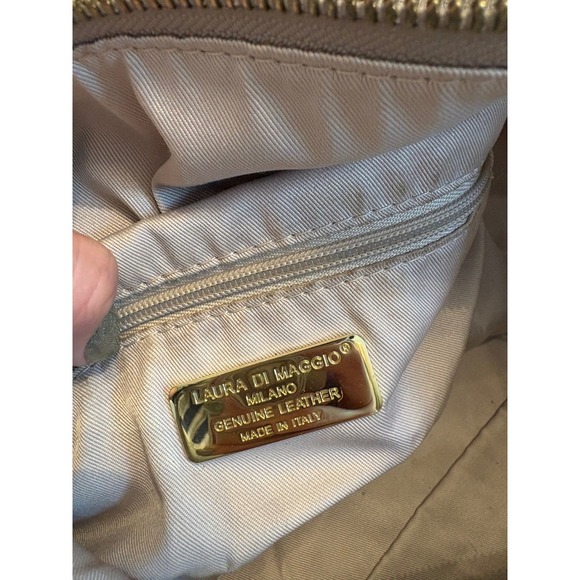 LAURA DI MAGGIO®
MILANO
GENUINE LEATHER
MADE IN ITALY